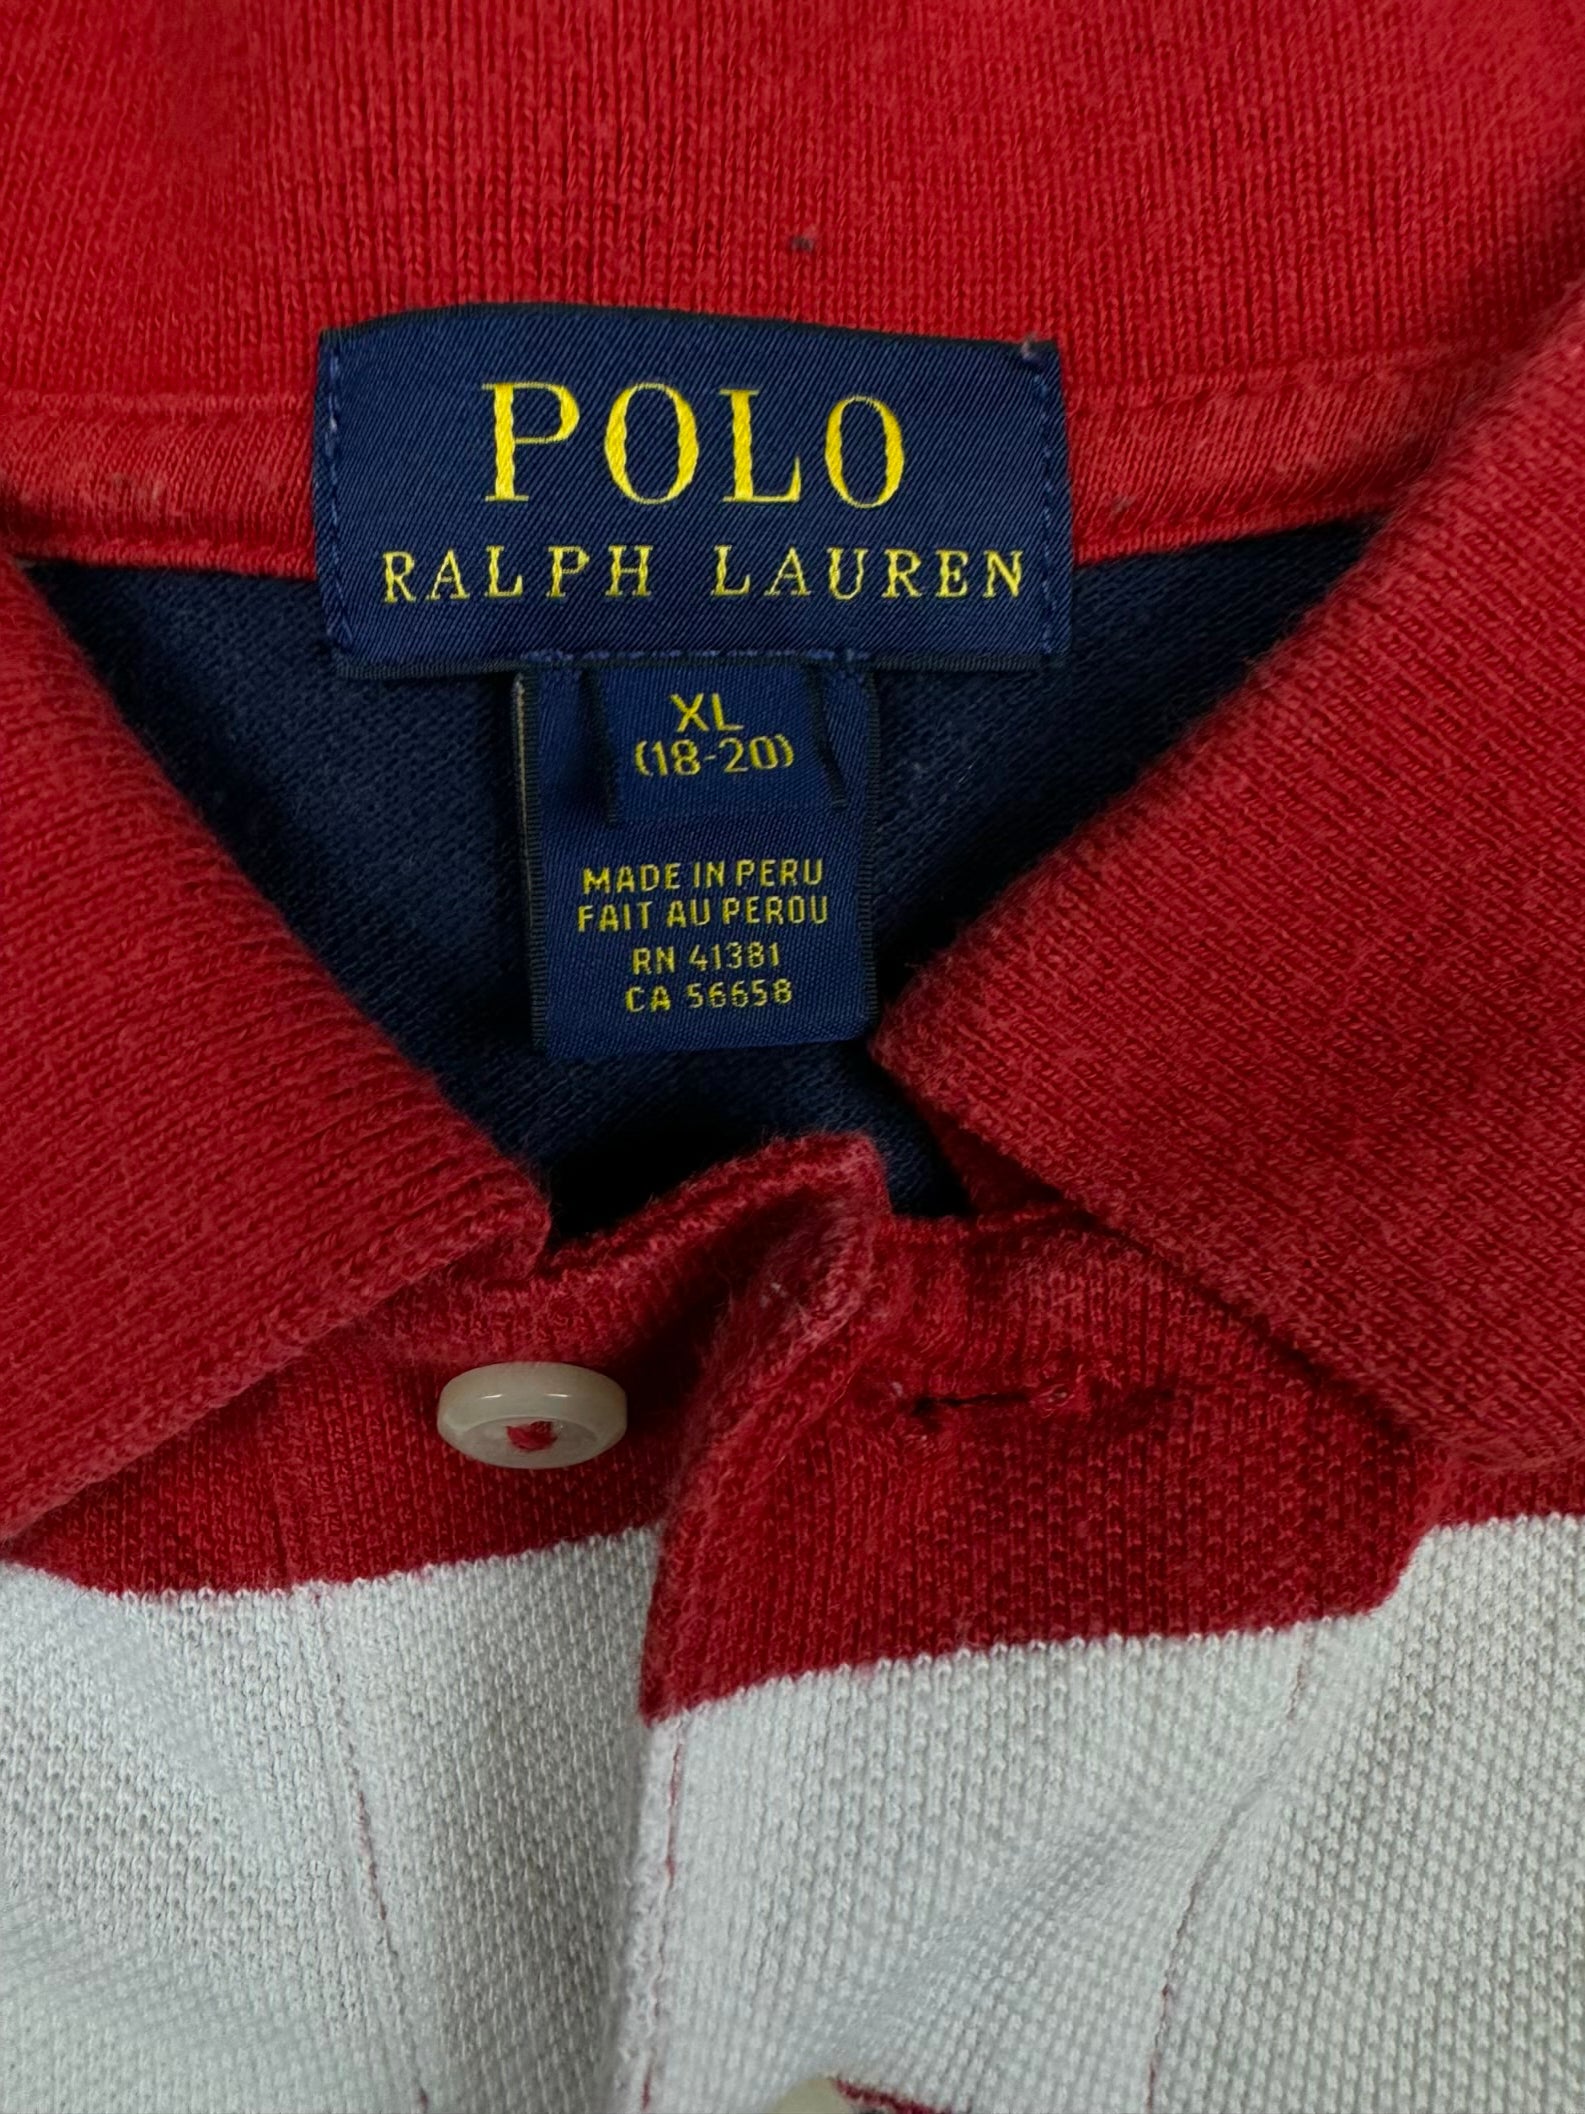 POLO
RALPH LAUREN
XL
(18-20)
MADE IN PERU
FAIT AU PEROU
RN 41381
CA 56658